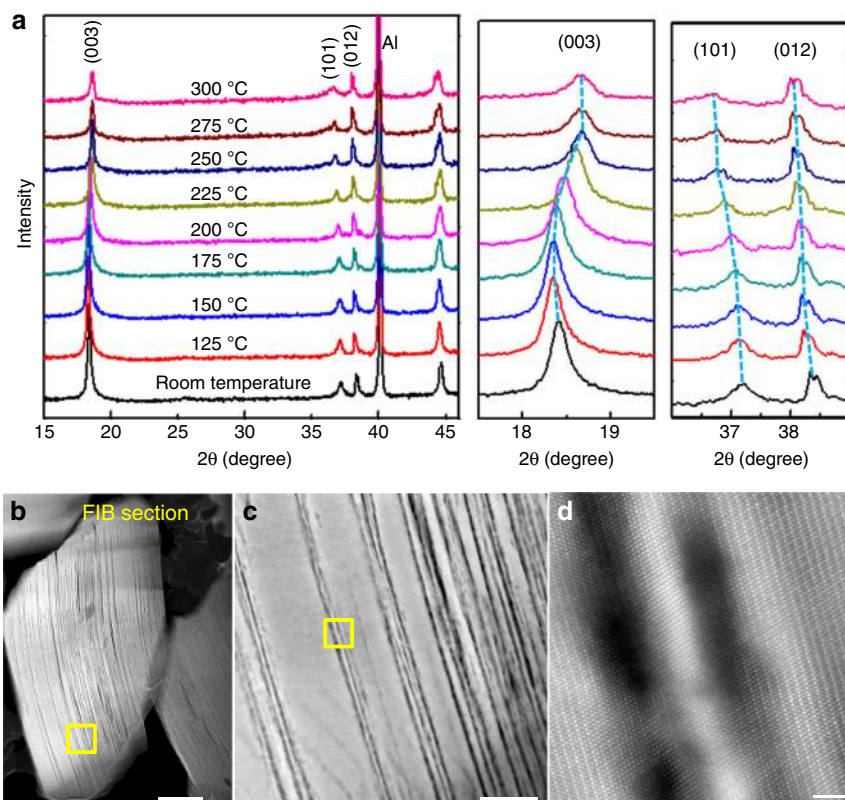 a
(003)
(101)
(012)
Al
300 °C
275 °C
250 °C
225 °C
200 °C
175 °C
150 °C
125 °C
Room temperature
Intensity
15 20 25 30 35 40 45
2θ (degree)
(003)
18 19
2θ (degree)
(101) (012)
37 38
2θ (degree)
b FIB section
c
d